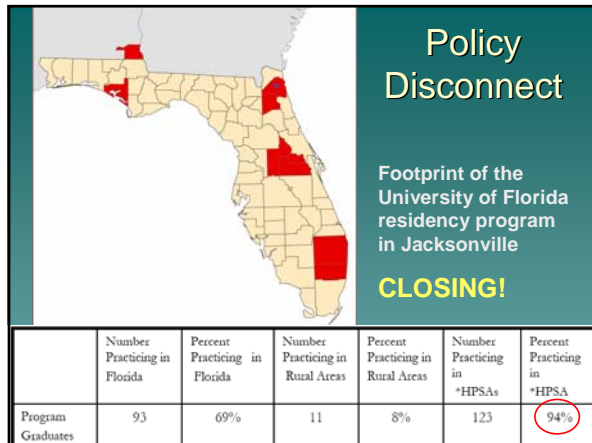 Policy
Disconnect
Footprint of the
University of Florida
residency program
in Jacksonville
CLOSING!
Number
Practicing in
Florida
Percent
Practicing in
Florida
Number
Practicing in
Rural Areas
Percent
Practicing in
Rural Areas
Number
Practicing
in
*HPSAs
Percent
Practicing
in
*HPSA
Program
Graduates
93
69%
11
8%
123
94%